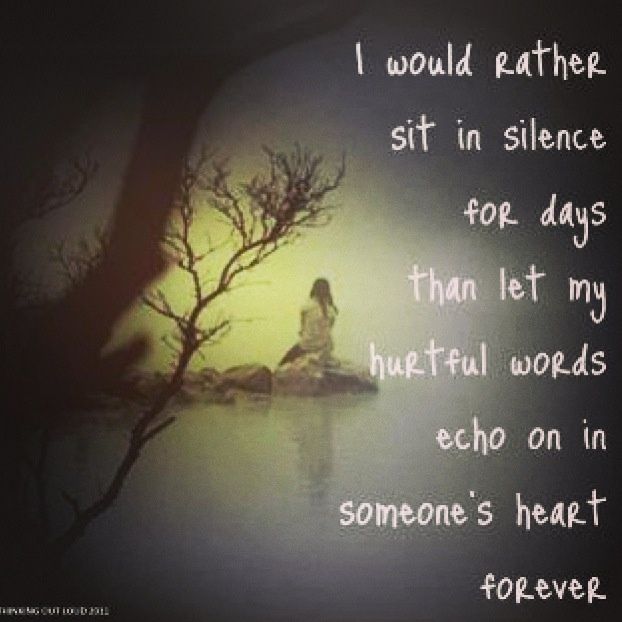 I would rather
sit in silence
for days
than let my
hurtful words
echo on in
someone's heart
forever
THINKING OUT LOUD 2011